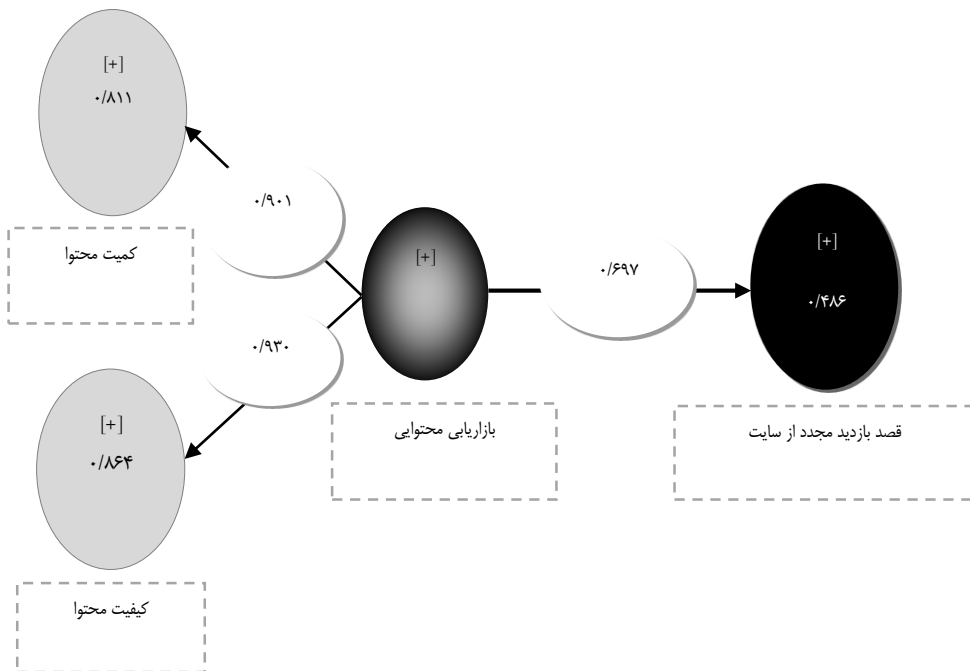 [+]
۰/۸۱۱
کمیت محتوا
۰/۹۰۱
[+]
۰/۶۹۷
[+]
۰/۴۸۶
۰/۹۳۰
بازاریابی محتوایی
قصد بازدید مجدد از سایت
[+]
۰/۸۶۴
کیفیت محتوا